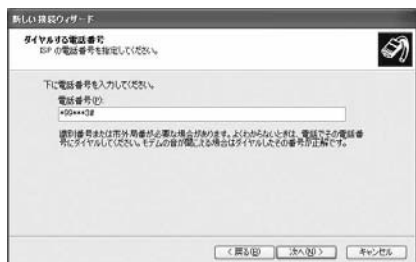 新しい接続ウィザード
ダイヤルする電話番号
ISP の電話番号を指定してください。
下に電話番号を入力してください。
電話番号(P):
*99***3#
識別番号または市外局番が必要な場合があります。よくわからないときは、電話でその電話番
号にダイヤルしてください。モデムの音が聞こえる場合はダイヤルしたその番号が正解です。
< 戻る(B)
次へ(N) >
キャンセル